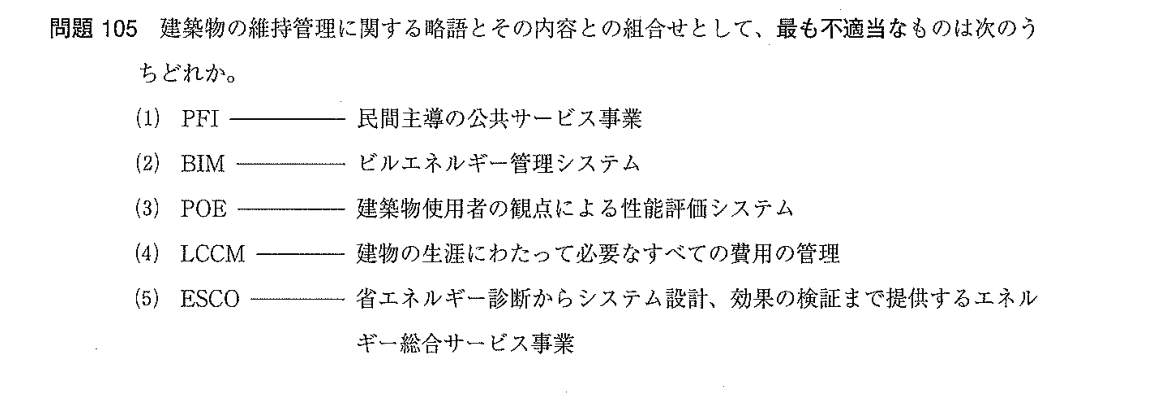 問題 105 建築物の維持管理に関する略語とその内容との組合せとして、最も不適当なものは次のう
ちどれか。
(1) PFI ――――― 民間主導の公共サービス事業
(2) BIM ――――― ビルエネルギー管理システム
(3) POE ――――― 建築物使用者の観点による性能評価システム
(4) LCCM ―――― 建物の生涯にわたって必要なすべての費用の管理
(5) ESCO ―――― 省エネルギー診断からシステム設計、効果の検証まで提供するエネル
ギー総合サービス事業